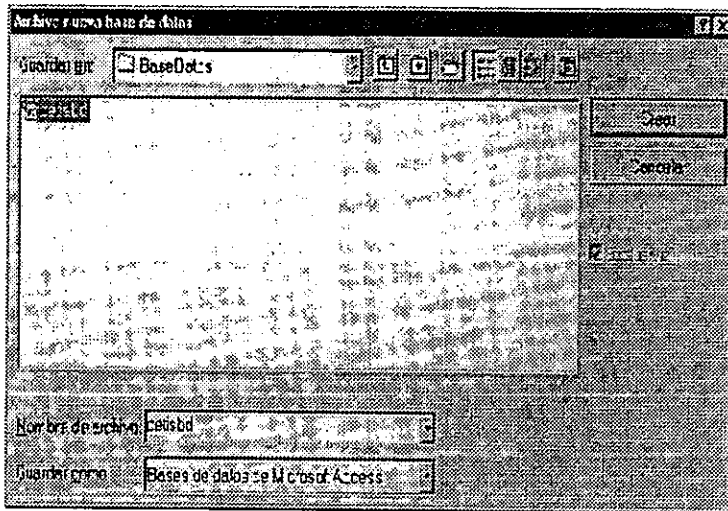 Archivo nueva base de datos
Guardar en: BaseDatos
Crear
Cancelar
Nombre de archivo: cetisbd
Guardar como Bases de datos de Microsoft Access